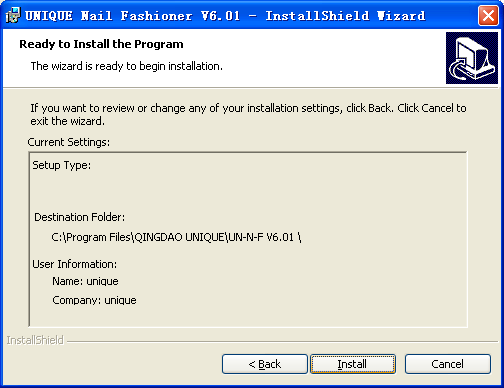 UNIQUE Nail Fashioner V6.01 - InstallShield Wizard
Ready to Install the Program
The wizard is ready to begin installation.
If you want to review or change any of your installation settings, click Back. Click Cancel to
exit the wizard.
Current Settings:
Setup Type:
Destination Folder:
C:\Program Files\QINGDAO UNIQUE\UN-N-F V6.01 \
User Information:
Name: unique
Company: unique
InstallShield
< Back
Install
Cancel